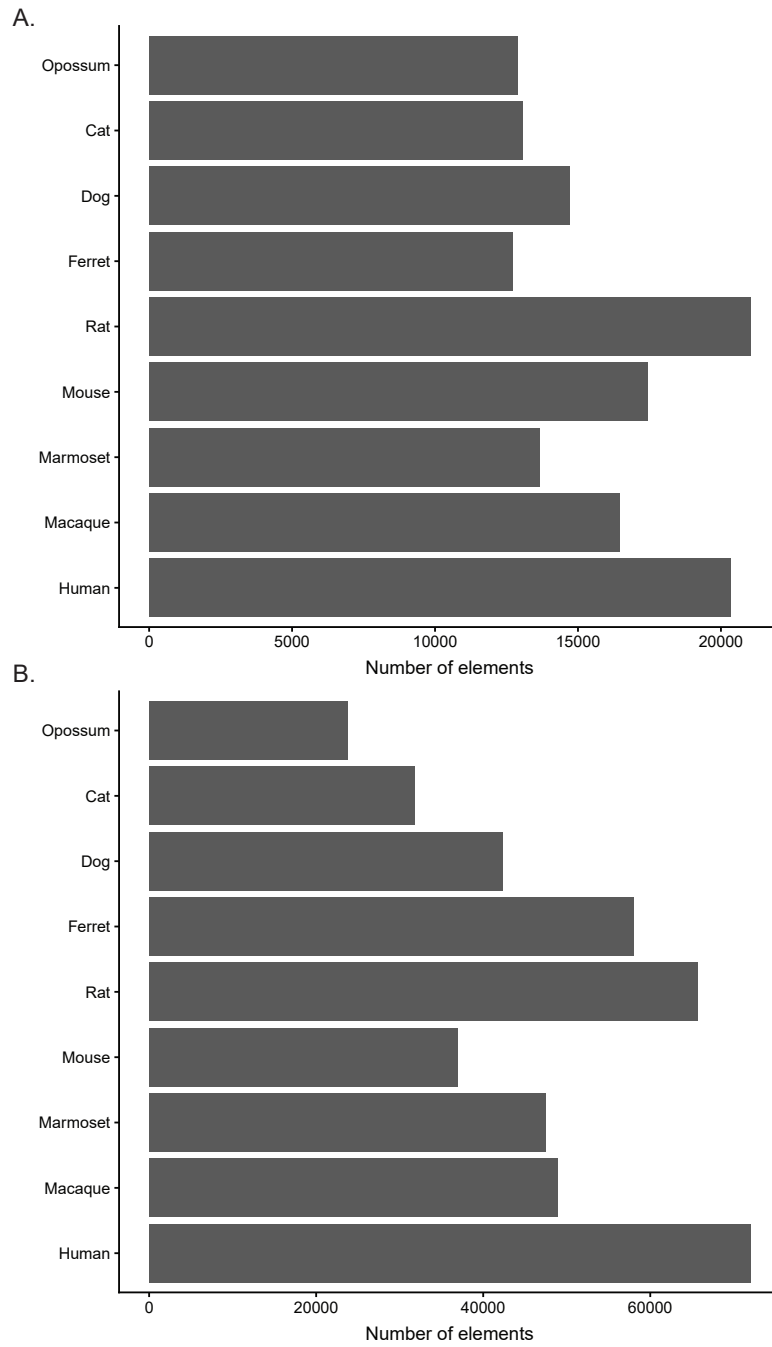 A.
Opossum
Cat
Dog
Ferret
Rat
Mouse
Marmoset
Macaque
Human
0 5000 10000 15000 20000
Number of elements
B.
Opossum
Cat
Dog
Ferret
Rat
Mouse
Marmoset
Macaque
Human
0 20000 40000 60000
Number of elements